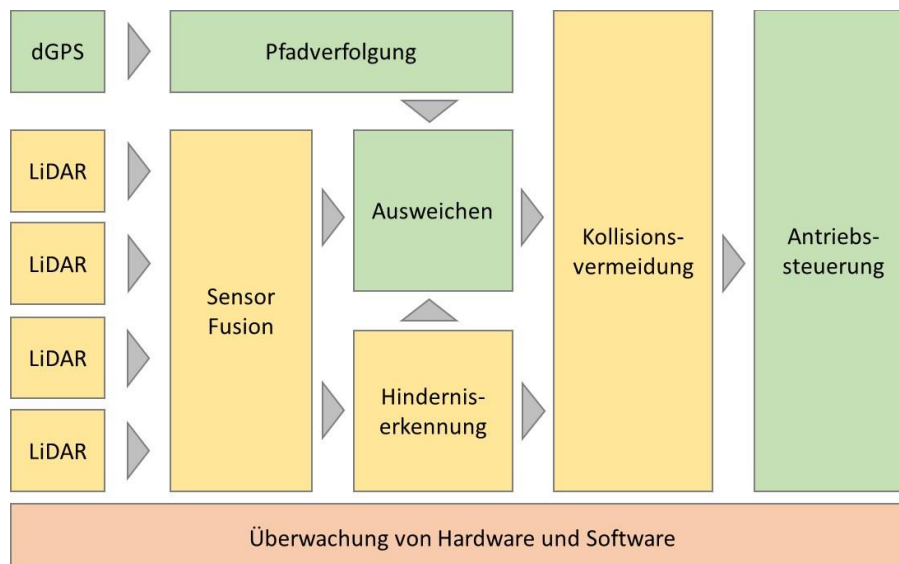 dGPS
Pfadverfolgung
LiDAR
LiDAR
LiDAR
LiDAR
Sensor
Fusion
Ausweichen
Hindernis-
erkennung
Kollisions-
vermeidung
Antriebs-
steuerung
Überwachung von Hardware und Software